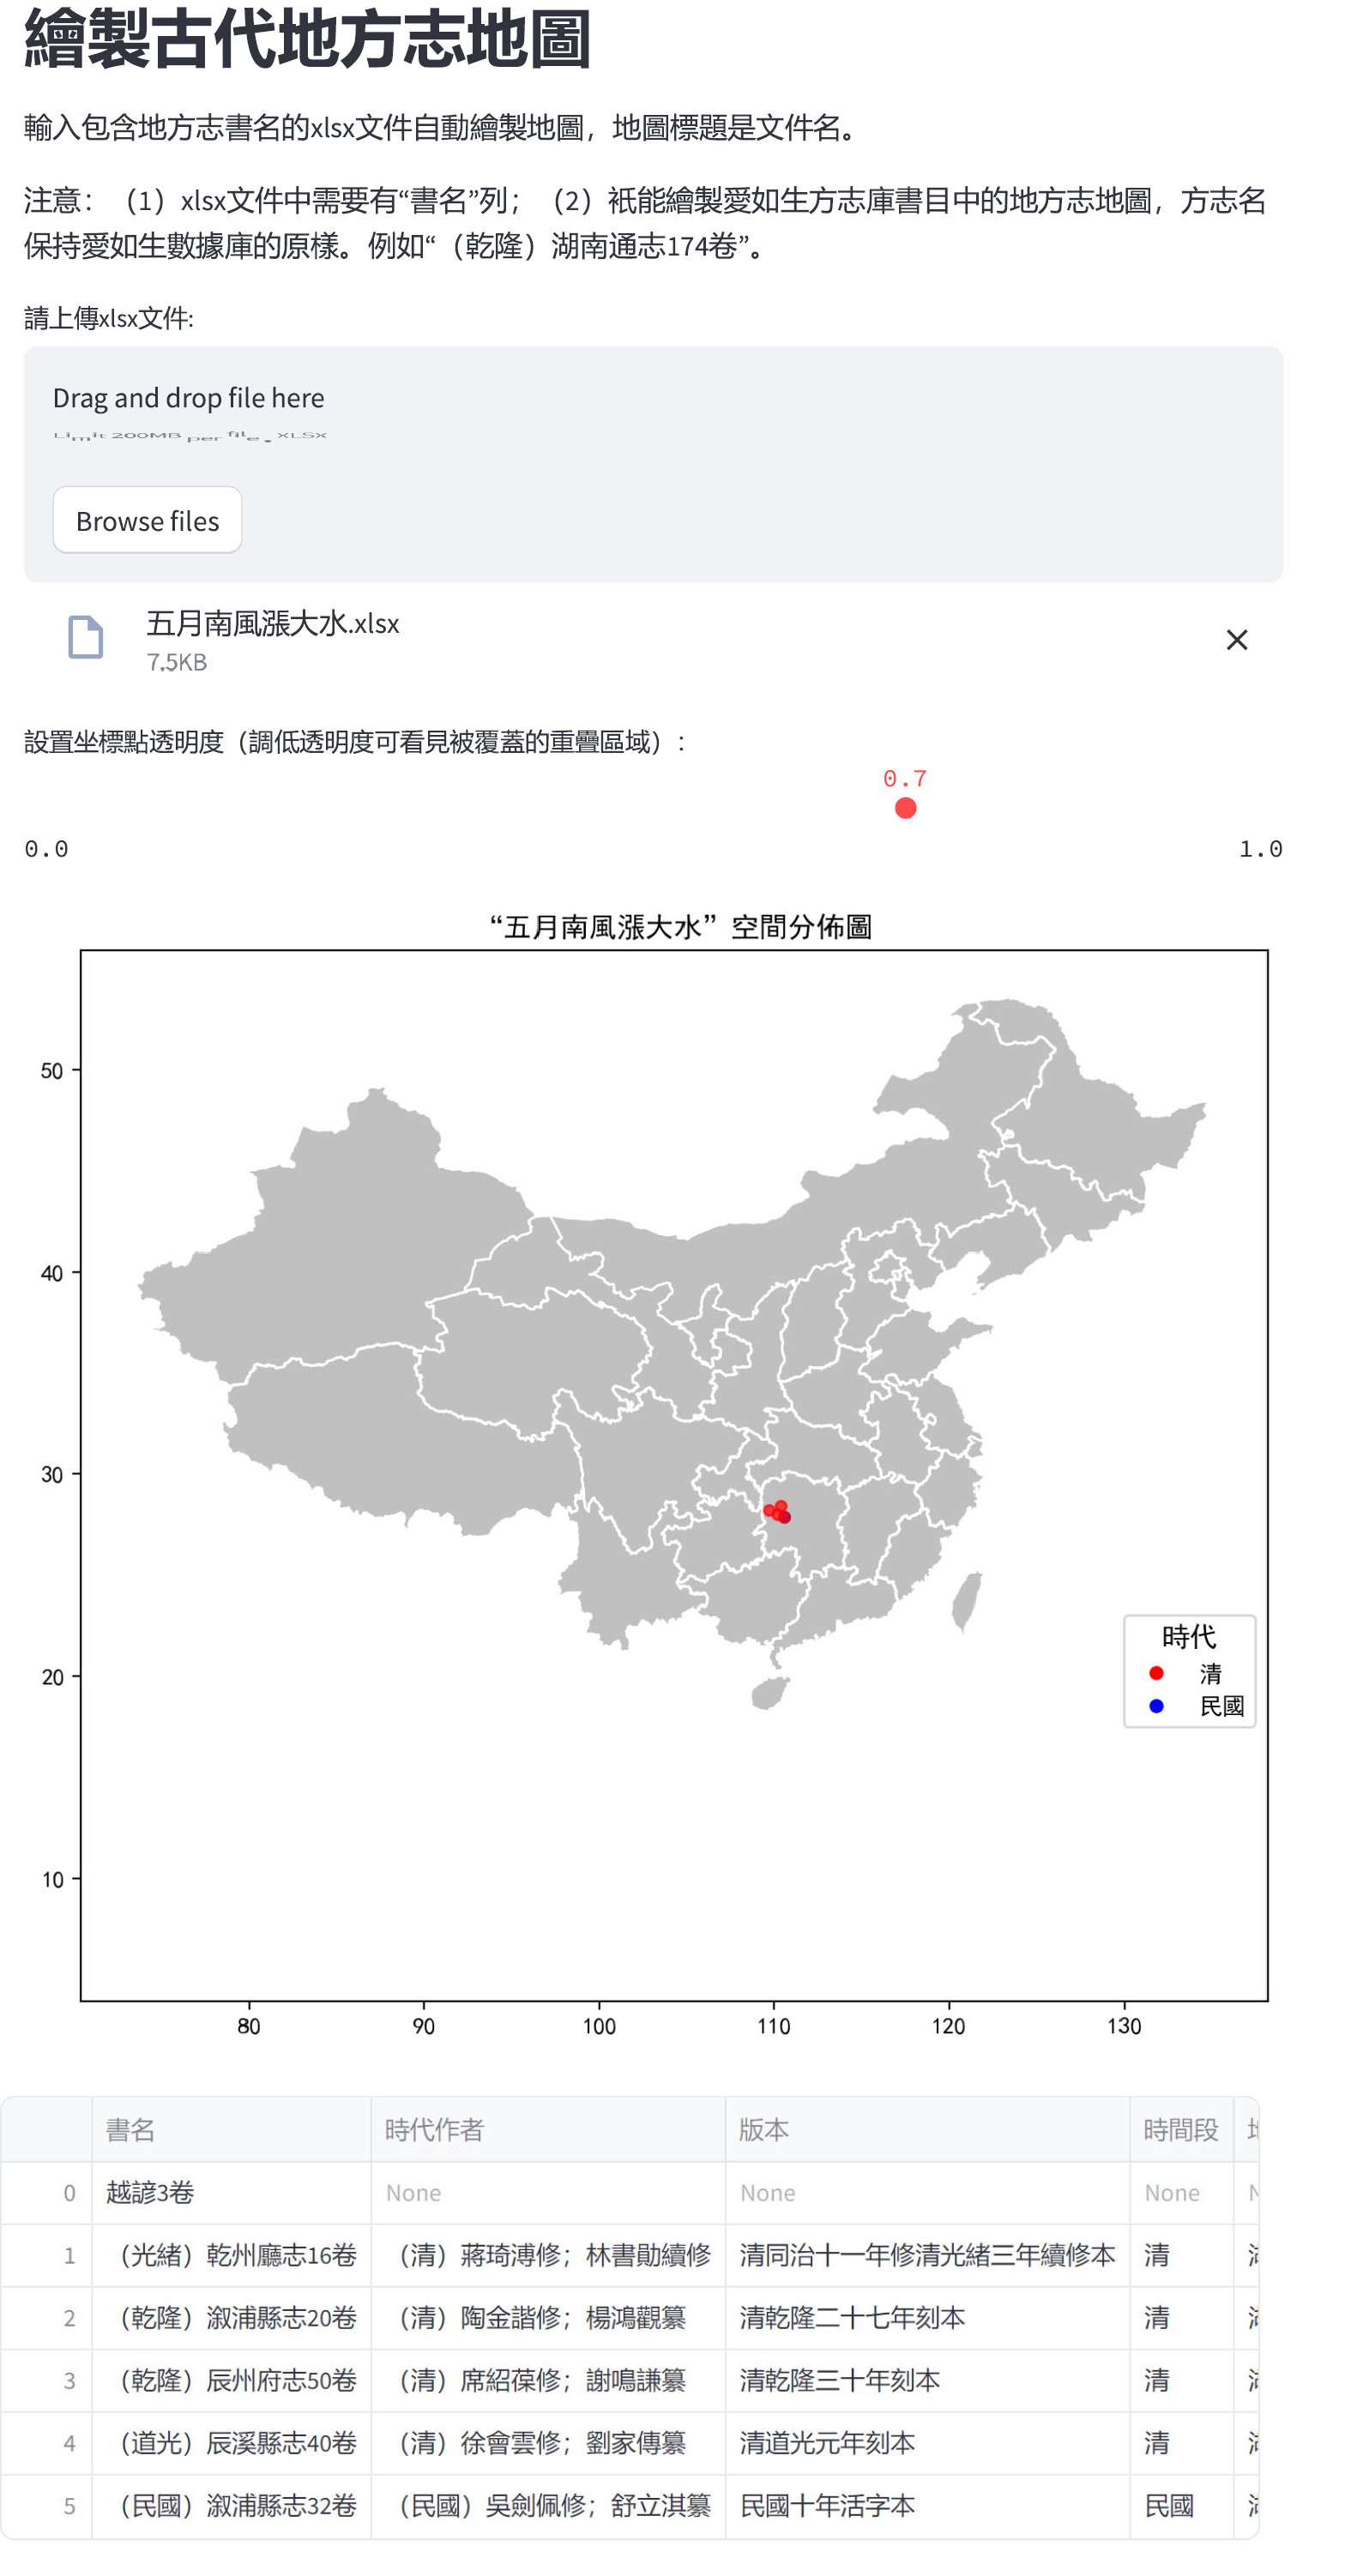 繪製古代地方志地圖
輸入包含地方志書名的xlsx文件自動繪製地圖，地圖標題是文件名。
注意：（1）xlsx文件中需要有“書名”列；（2）衹能繪製愛如生方志庫書目中的地方志地圖，方志名
保持愛如生數據庫的原樣。例如“（乾隆）湖南通志174卷”。
請上傳xlsx文件:
Drag and drop file here
Limit 200MB per file • XLSX
Browse files
五月南風漲大水.xlsx
7.5KB
設置坐標點透明度（調低透明度可看見被覆蓋的重疊區域）：
0.7
0.0 1.0
“五月南風漲大水”空間分佈圖
50
40
30
20
10
時代
清
民國
80 90 100 110 120 130
書名 時代作者 版本 時間段
0 越諺3卷 None None None
1 （光緒）乾州廳志16卷 （清）蔣琦溥修；林書勛續修 清同治十一年修清光緒三年續修本 清
2 （乾隆）溆浦縣志20卷 （清）陶金諧修；楊鴻觀纂 清乾隆二十七年刻本 清
3 （乾隆）辰州府志50卷 （清）席紹葆修；謝鳴謙纂 清乾隆三十年刻本 清
4 （道光）辰溪縣志40卷 （清）徐會雲修；劉家傳纂 清道光元年刻本 清
5 （民國）溆浦縣志32卷 （民國）吳劍佩修；舒立淇纂 民國十年活字本 民國